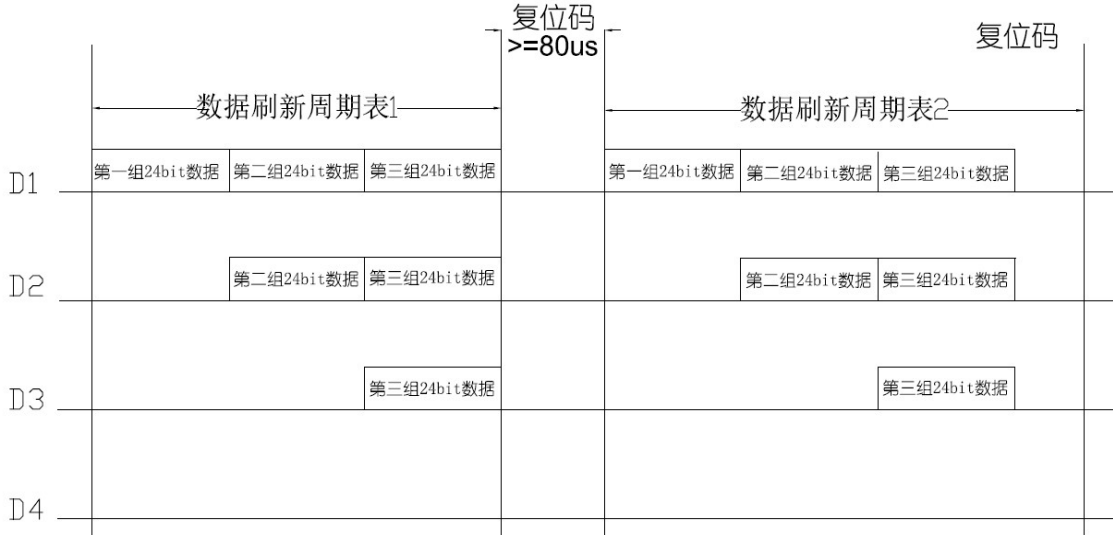 复位码
>=80us
复位码
数据刷新周期表1
数据刷新周期表2
D1
第一组24bit数据
第二组24bit数据
第三组24bit数据
第一组24bit数据
第二组24bit数据
第三组24bit数据
D2
第二组24bit数据
第三组24bit数据
第二组24bit数据
第三组24bit数据
D3
第三组24bit数据
第三组24bit数据
D4